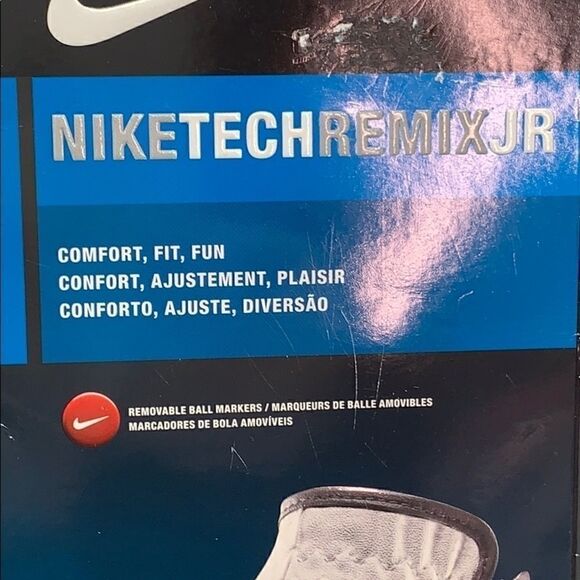 NIKETECHREMIXJR
COMFORT, FIT, FUN
CONFORT, AJUSTEMENT, PLAISIR
CONFORTO, AJUSTE, DIVERSÃO
REMOVABLE BALL MARKERS / MARQUEURS DE BALLE AMOVIBLES
MARCADORES DE BOLA AMOVÍVEIS